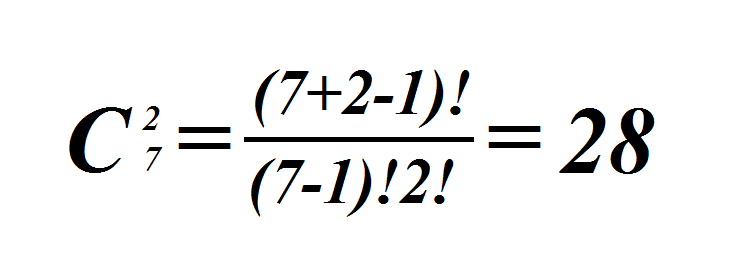 C₇² = (7+2-1)! / (7-1)!2! = 28